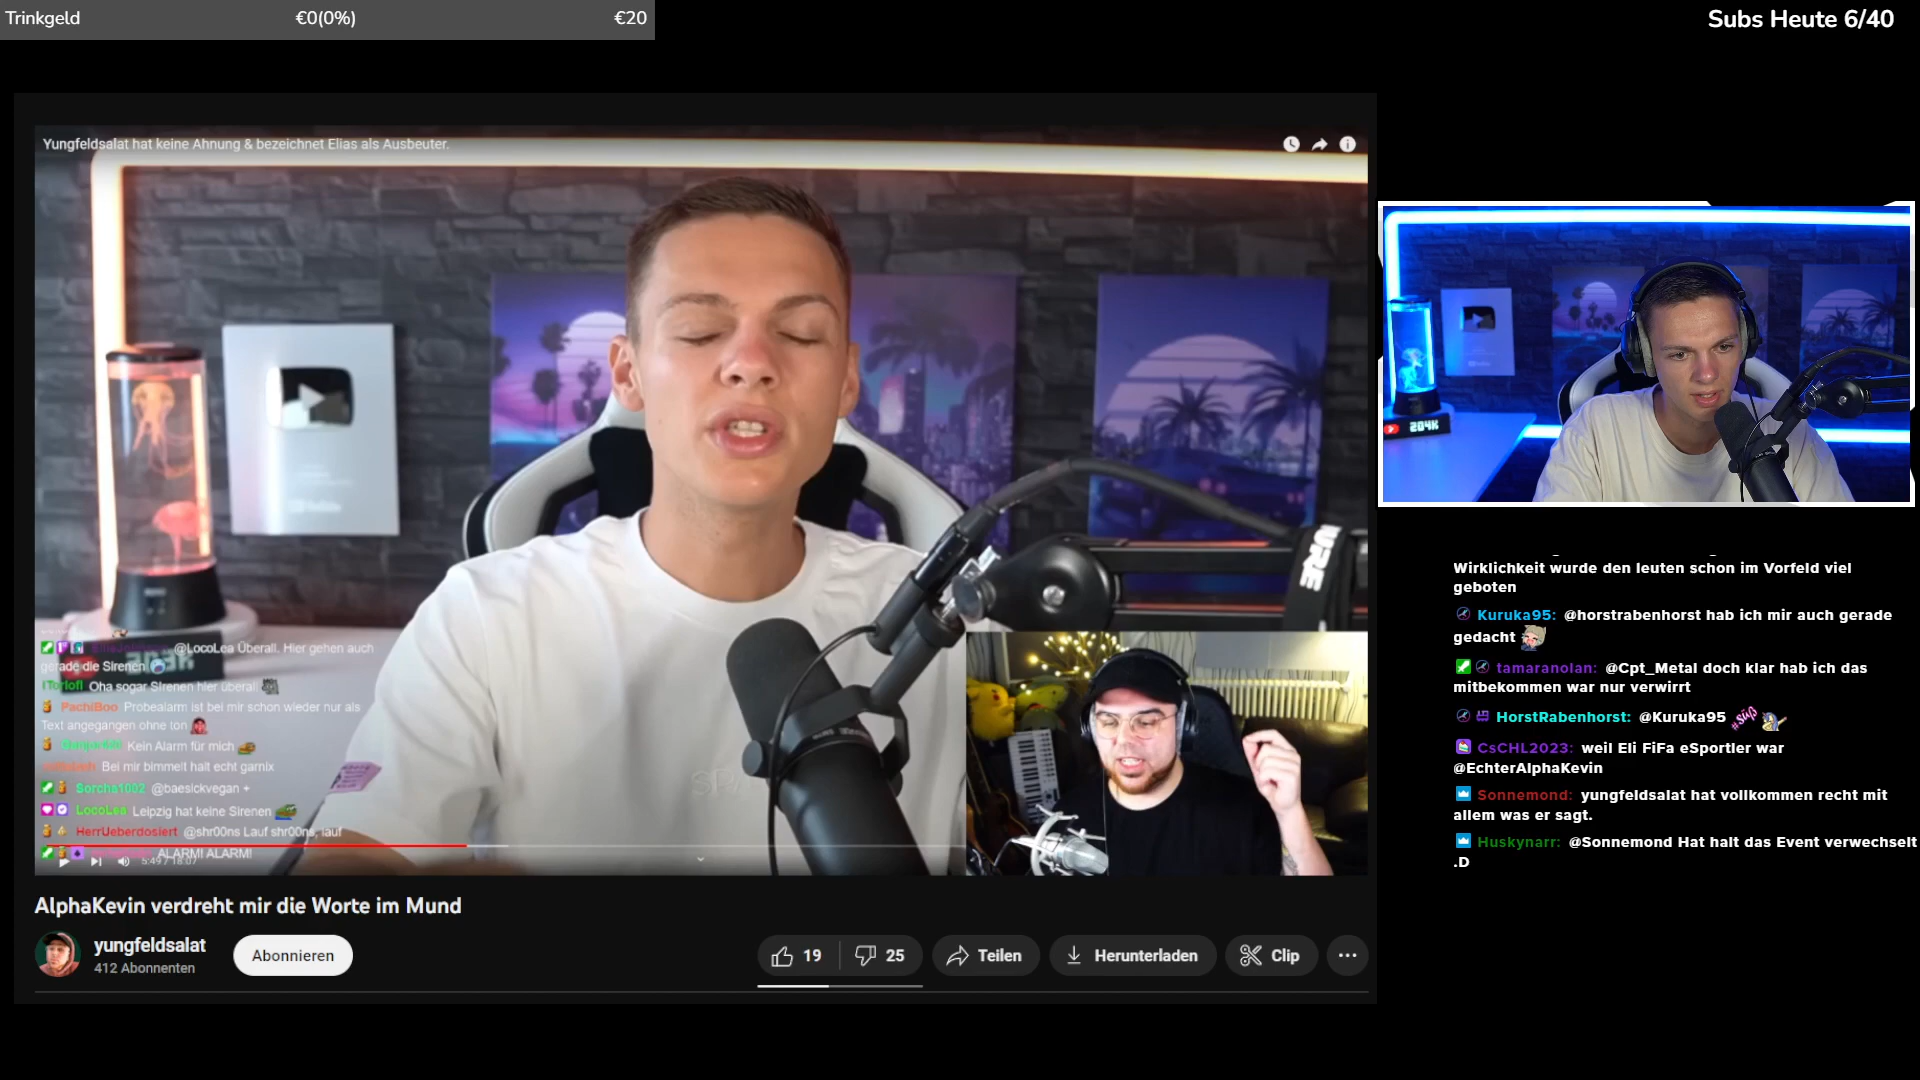 Trinkgeld €0(0%) €20
Subs Heute 6/40
Yungfeldsalat hat keine Ahnung & bezeichnet Elias als Ausbeuter.
@LocoLea Überall. Hier gehen auch
gerade die Sirenen
Oha sogar Sirenen hier überall
PachiBoo Probealarm ist bei mir schon wieder nur als
Text angegangen ohne ton
Kein Alarm für mich
Bei mir bimmelt halt echt garnix
Sorcha1002 @baesickvegan +
LocoLea Leipzig hat keine Sirenen
HerrUeberdosiert @shr00ns Lauf shr00ns, lauf
ALARM! ALARM!
5:49 / 18:07
204K
AlphaKevin verdreht mir die Worte im Mund
yungfeldsalat
412 Abonnenten
Abonnieren
19
25
Teilen
Herunterladen
Clip
Wirklichkeit wurde den leuten schon im Vorfeld viel
geboten
Kuruka95: @horstrabenhorst hab ich mir auch gerade
gedacht
tamaranolan: @Cpt_Metal doch klar hab ich das
mitbekommen war nur verwirrt
HorstRabenhorst: @Kuruka95 #süß
CsCHL2023: weil Eli FiFa eSportler war
@EchterAlphaKevin
Sonnemond: yungfeldsalat hat vollkommen recht mit
allem was er sagt.
Huskynarr: @Sonnemond Hat halt das Event verwechselt
.D